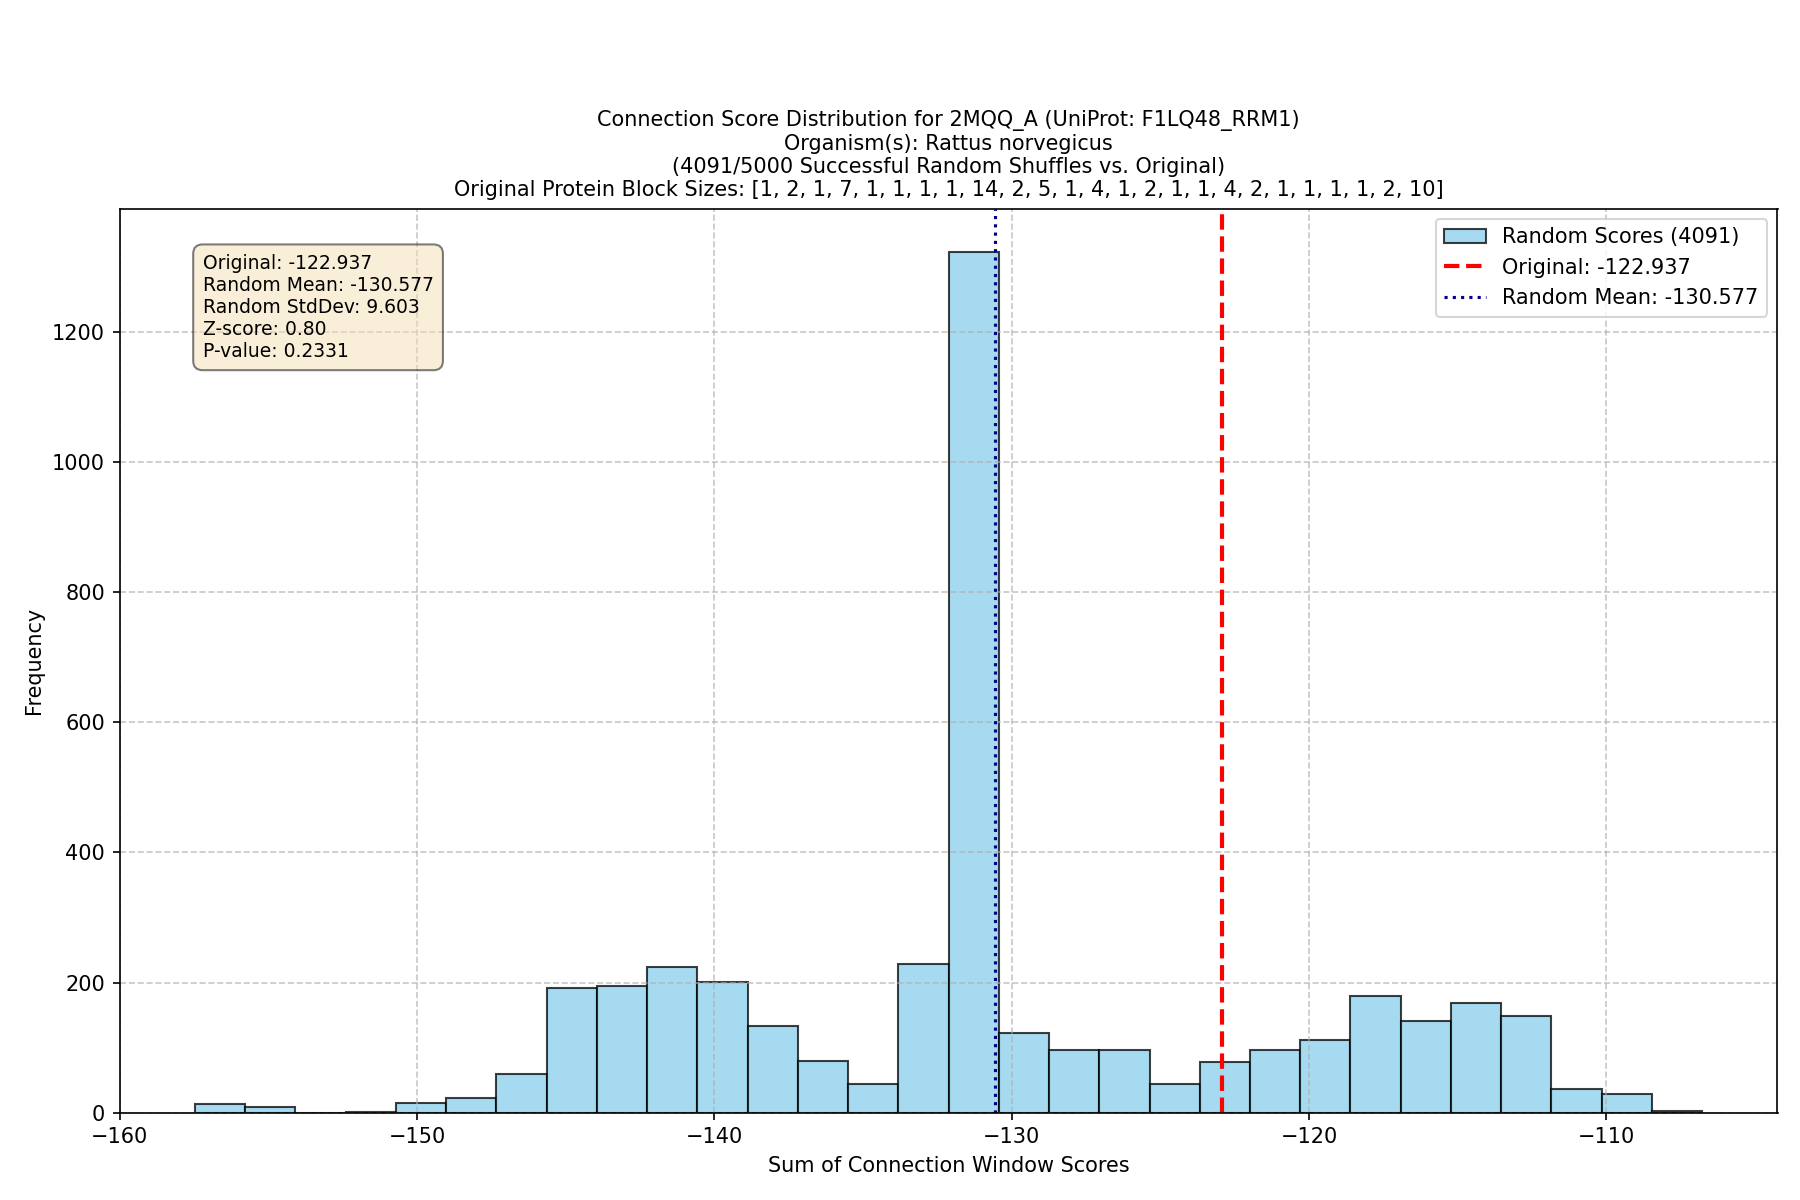 Connection Score Distribution for 2MQQ_A (UniProt: F1LQ48_RRM1)
Organism(s): Rattus norvegicus
(4091/5000 Successful Random Shuffles vs. Original)
Original Protein Block Sizes: [1, 2, 1, 7, 1, 1, 1, 1, 14, 2, 5, 1, 4, 1, 2, 1, 1, 4, 2, 1, 1, 1, 1, 2, 10]
Original: -122.937
Random Mean: -130.577
Random StdDev: 9.603
Z-score: 0.80
P-value: 0.2331
Random Scores (4091)
Original: -122.937
Random Mean: -130.577
Frequency
1200
1000
800
600
400
200
0
−160
−150
−140
−130
−120
−110
Sum of Connection Window Scores